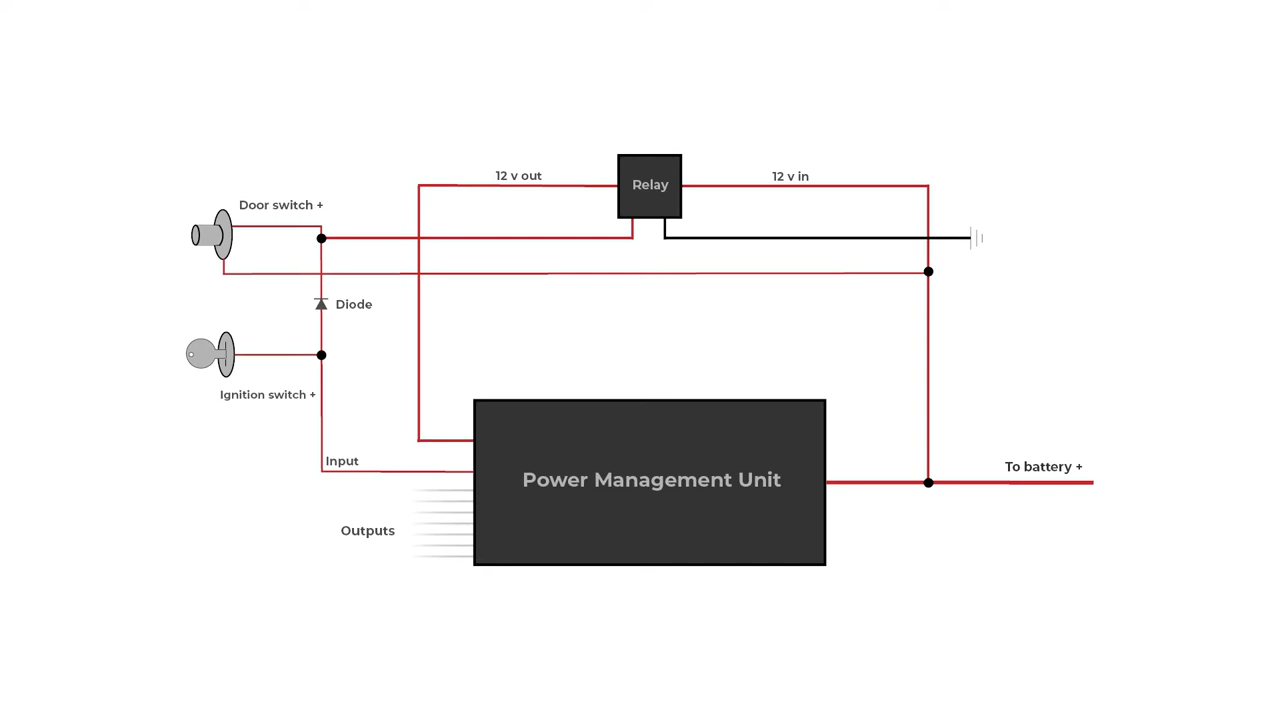 12 v out
Relay
12 v in
Door switch +
Diode
Ignition switch +
Input
Power Management Unit
To battery +
Outputs